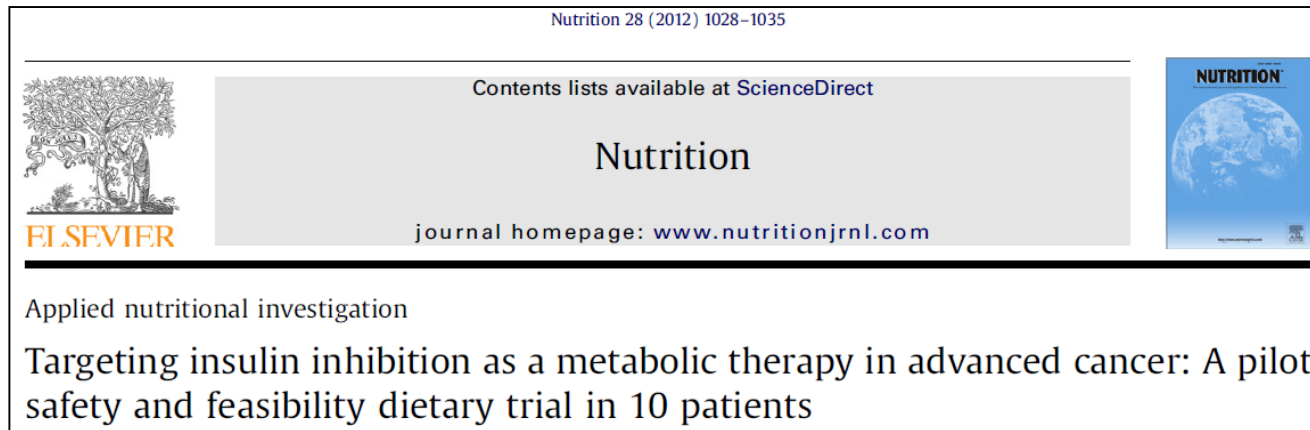 Nutrition 28 (2012) 1028–1035
Contents lists available at ScienceDirect
NUTRITION
Nutrition
ELSEVIER
journal homepage: www.nutritionjrnl.com
Applied nutritional investigation
Targeting insulin inhibition as a metabolic therapy in advanced cancer: A pilot
safety and feasibility dietary trial in 10 patients